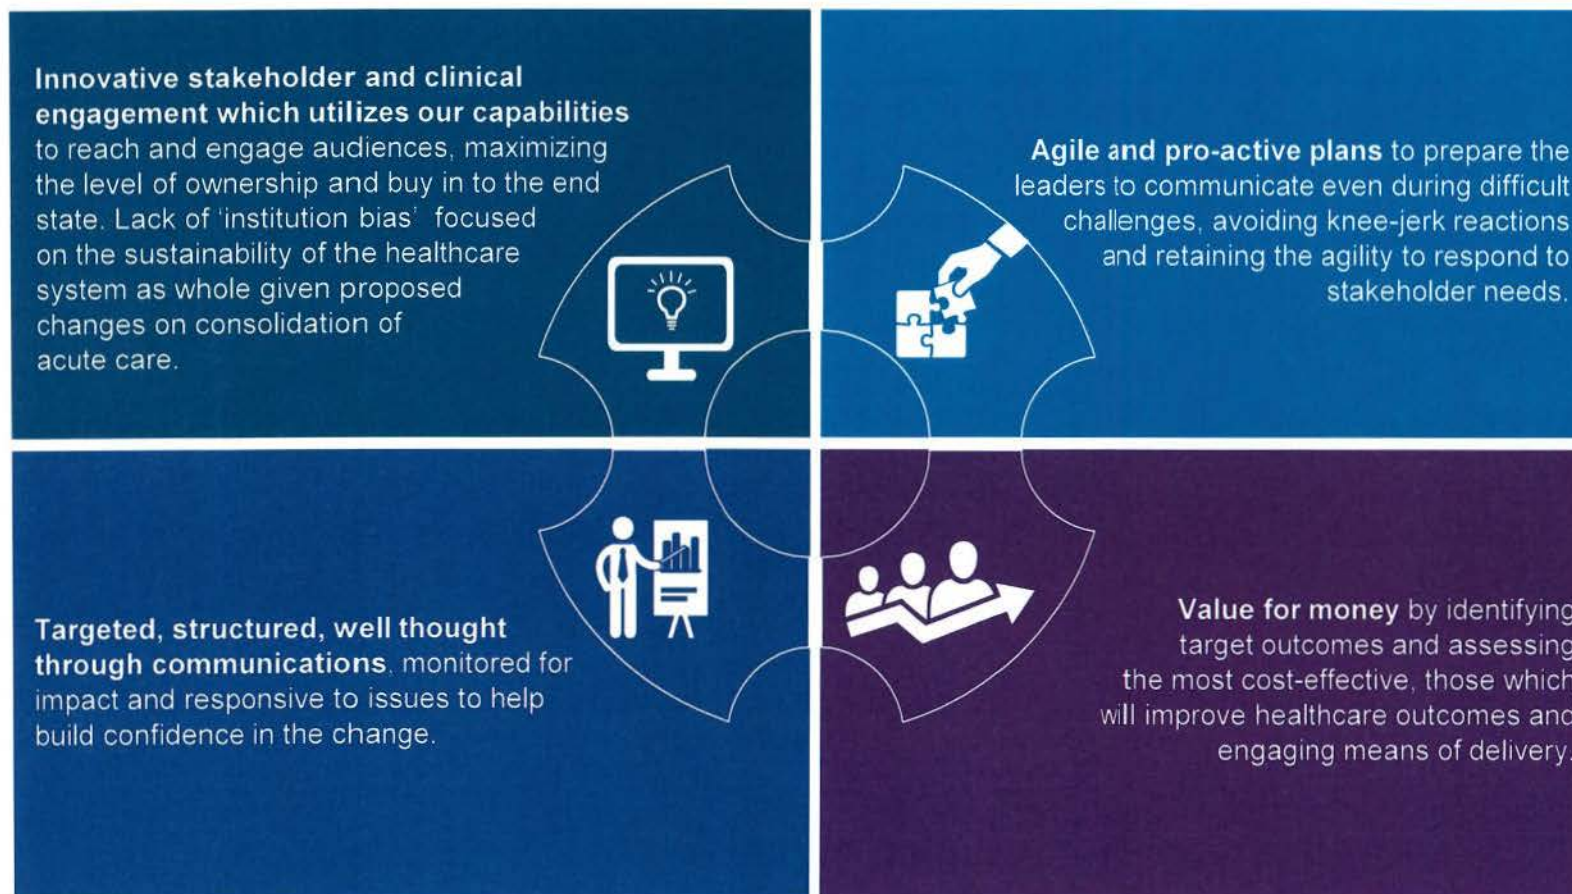 Innovative stakeholder and clinical
engagement which utilizes our capabilities
to reach and engage audiences, maximizing
the level of ownership and buy in to the end
state. Lack of 'institution bias' focused
on the sustainability of the healthcare
system as whole given proposed
changes on consolidation of
acute care.
Agile and pro-active plans to prepare the
leaders to communicate even during difficult
challenges, avoiding knee-jerk reactions
and retaining the agility to respond to
stakeholder needs.
Targeted, structured, well thought
through communications, monitored for
impact and responsive to issues to help
build confidence in the change.
Value for money by identifying
target outcomes and assessing
the most cost-effective, those which
will improve healthcare outcomes and
engaging means of delivery.